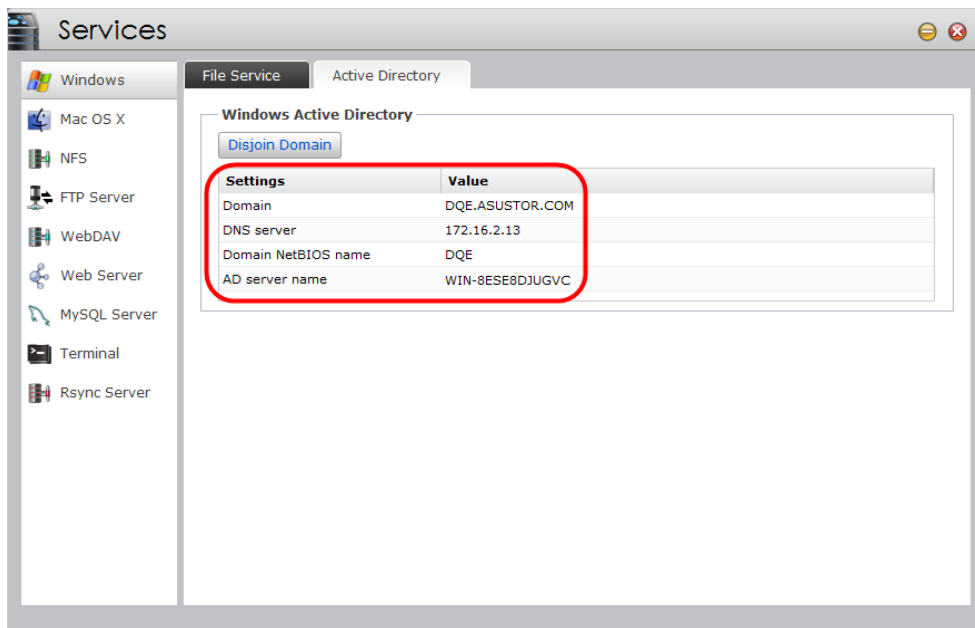 Services
Windows
Mac OS X
NFS
FTP Server
WebDAV
Web Server
MySQL Server
Terminal
Rsync Server
File Service
Active Directory
Windows Active Directory
Disjoin Domain
Settings Value
Domain DQE.ASUSTOR.COM
DNS server 172.16.2.13
Domain NetBIOS name DQE
AD server name WIN-8ESE8DJUGVC